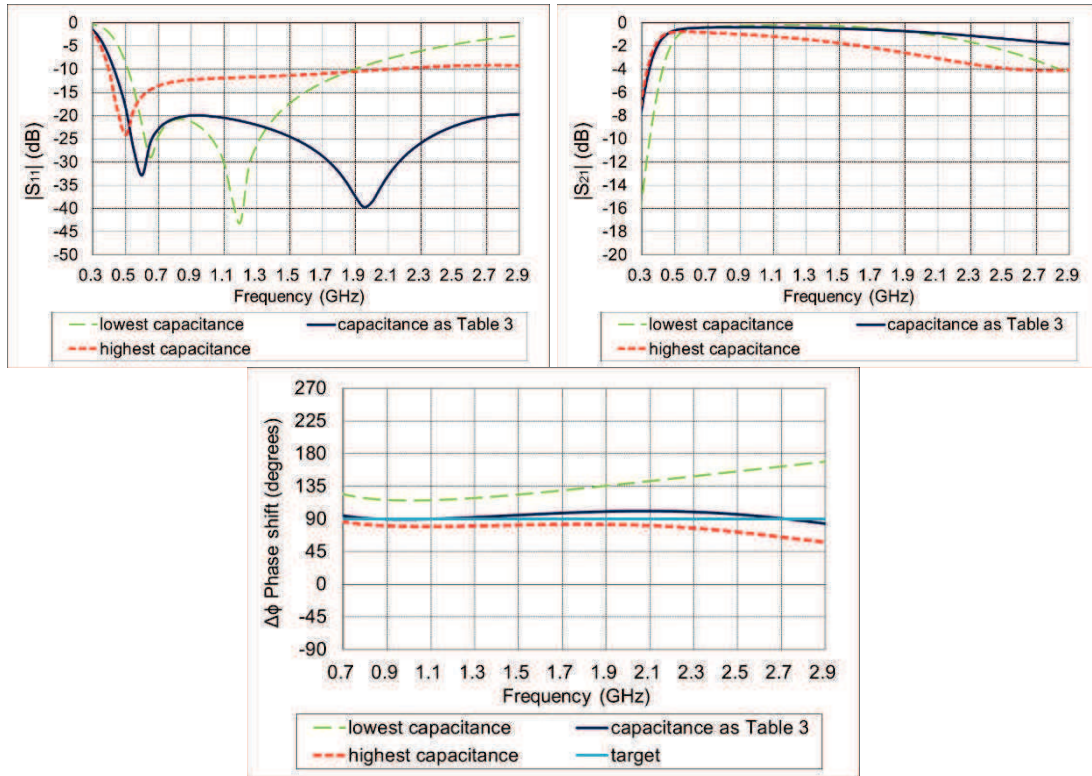 |S11| (dB)
0
-5
-10
-15
-20
-25
-30
-35
-40
-45
-50
0.3 0.5 0.7 0.9 1.1 1.3 1.5 1.7 1.9 2.1 2.3 2.5 2.7 2.9
Frequency (GHz)
lowest capacitance capacitance as Table 3
highest capacitance
|S21| (dB)
0
-2
-4
-6
-8
-10
-12
-14
-16
-18
-20
0.3 0.5 0.7 0.9 1.1 1.3 1.5 1.7 1.9 2.1 2.3 2.5 2.7 2.9
Frequency (GHz)
lowest capacitance capacitance as Table 3
highest capacitance
Δϕ Phase shift (degrees)
270
225
180
135
90
45
0
-45
-90
0.7 0.9 1.1 1.3 1.5 1.7 1.9 2.1 2.3 2.5 2.7 2.9
Frequency (GHz)
lowest capacitance capacitance as Table 3
highest capacitance target